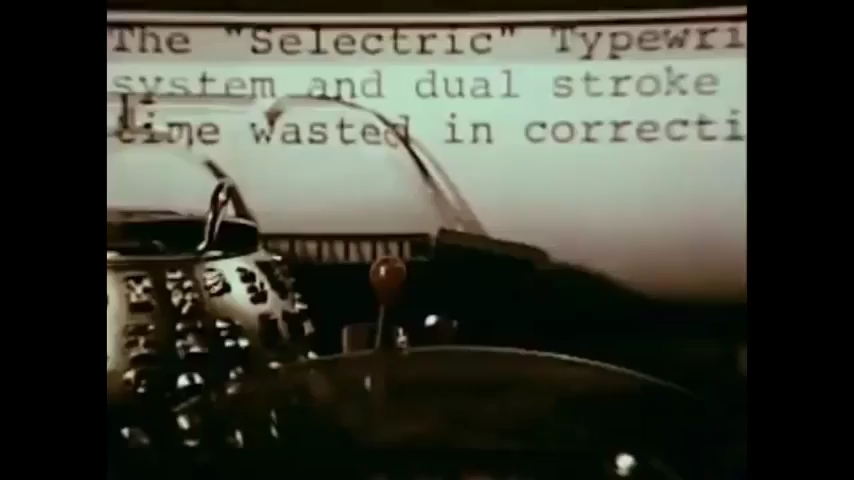 The "Selectric" Typewri
system and dual stroke
time wasted in correcti